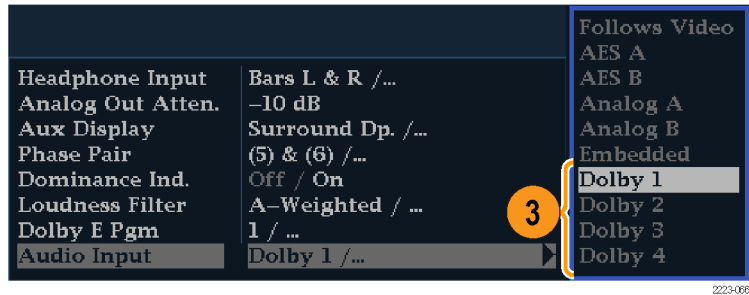 Headphone Input Bars L & R /...
Analog Out Atten. –10 dB
Aux Display Surround Dp. /...
Phase Pair (5) & (6) /...
Dominance Ind. Off / On
Loudness Filter A–Weighted / ...
Dolby E Pgm 1 / ...
Audio Input Dolby 1 /...
Follows Video
AES A
AES B
Analog A
Analog B
Embedded
Dolby 1
Dolby 2
Dolby 3
Dolby 4
3
2223-066